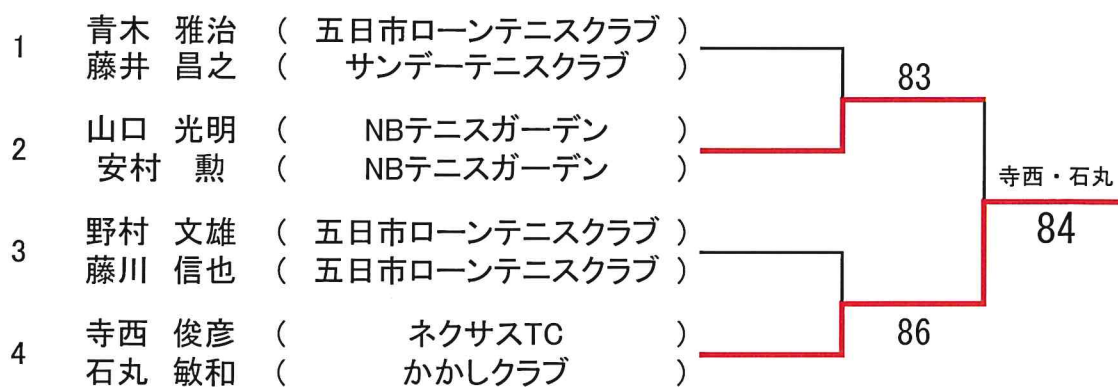 1 青木 雅治 ( 五日市ローンテニスクラブ )
藤井 昌之 ( サンデーテニスクラブ )
83
2 山口 光明 ( NBテニスガーデン )
安村 勲 ( NBテニスガーデン )
寺西・石丸
84
3 野村 文雄 ( 五日市ローンテニスクラブ )
藤川 信也 ( 五日市ローンテニスクラブ )
86
4 寺西 俊彦 ( ネクサスTC )
石丸 敏和 ( かかしクラブ )